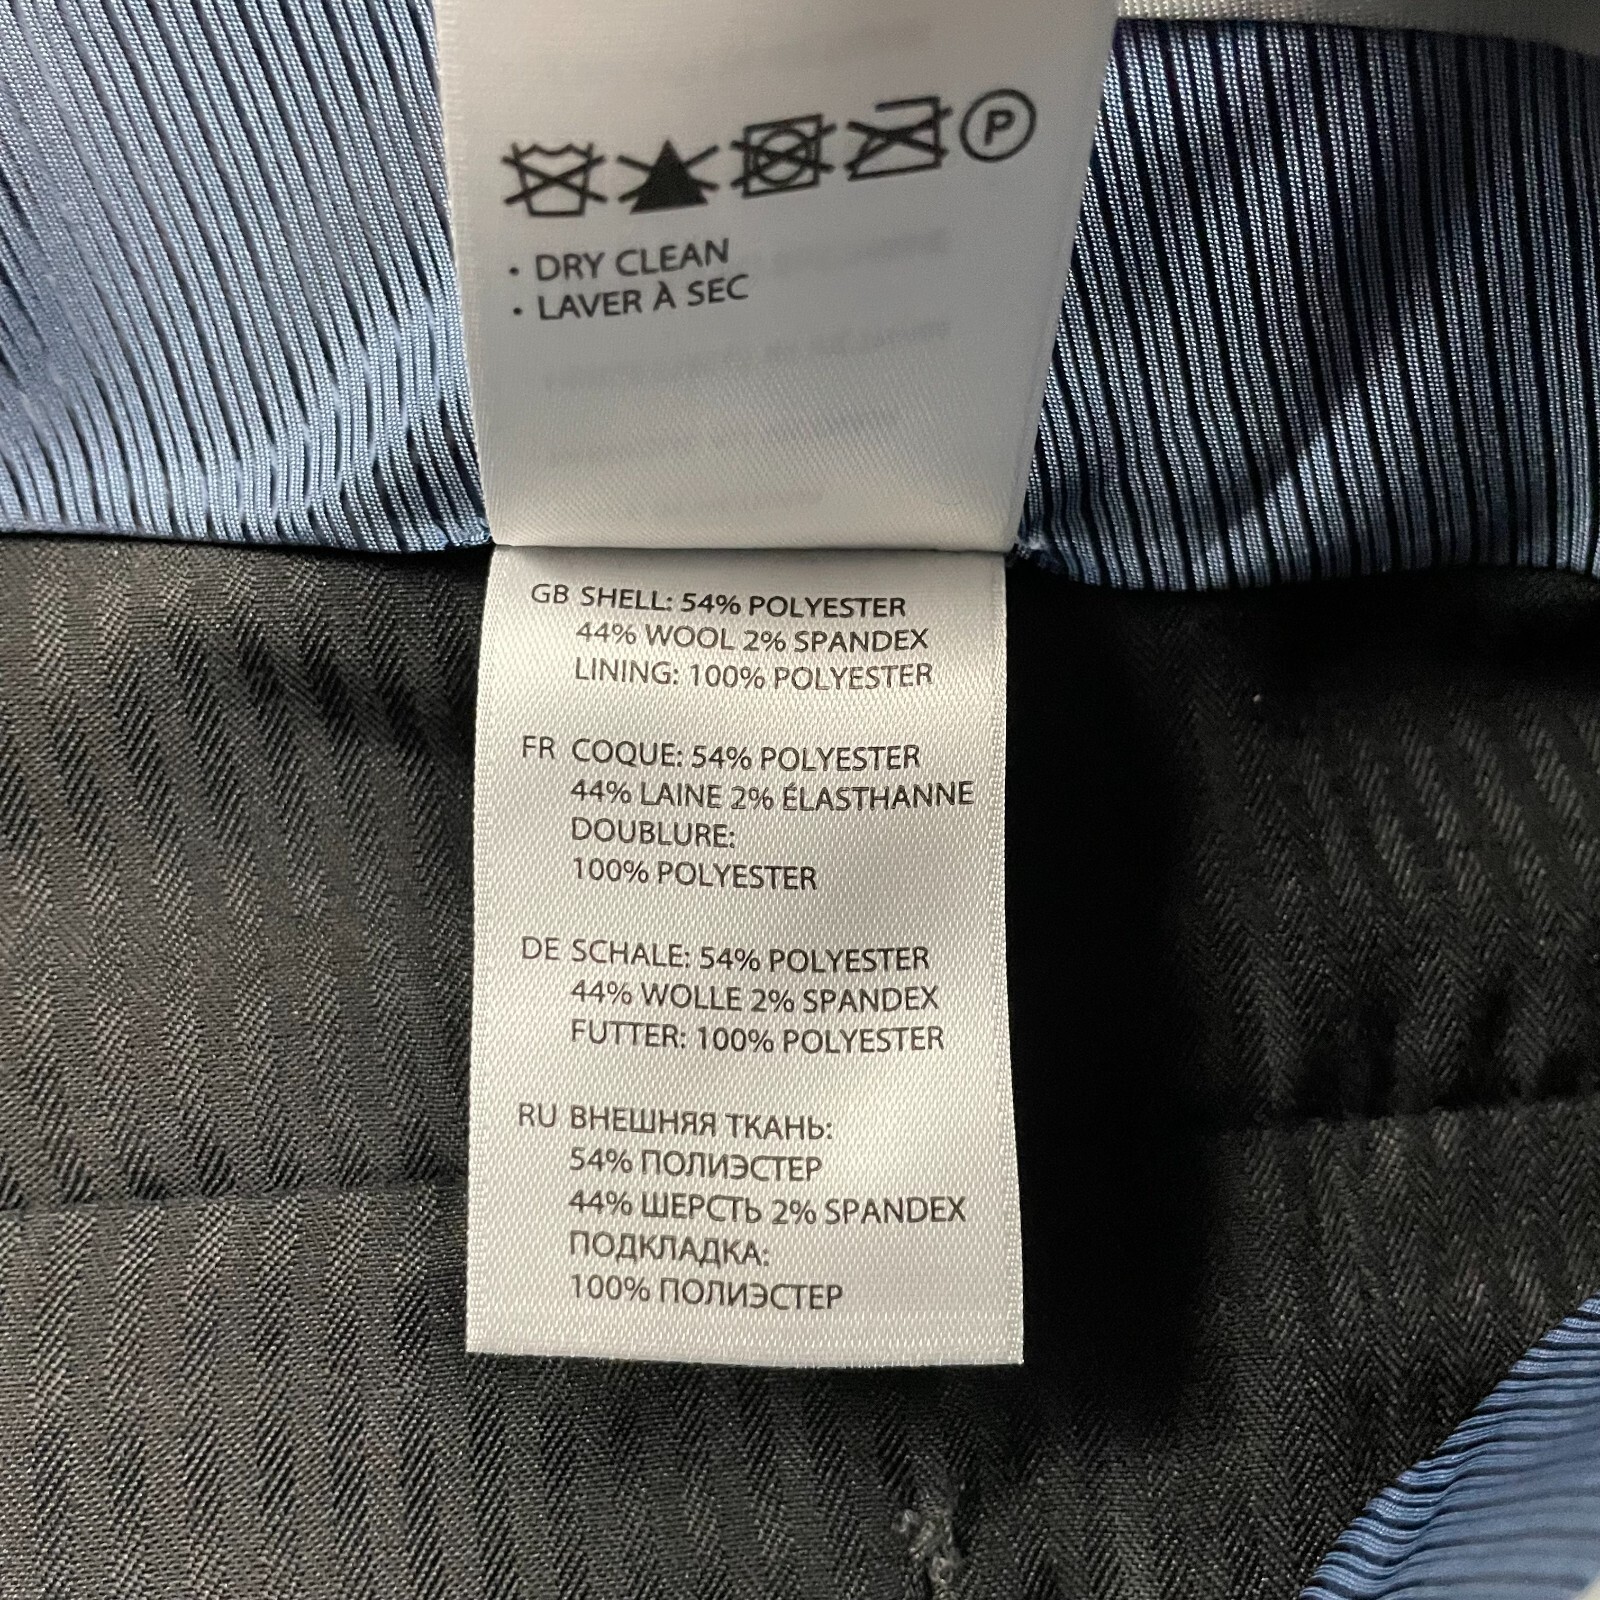 P
• DRY CLEAN
• LAVER À SEC
GB SHELL: 54% POLYESTER
44% WOOL 2% SPANDEX
LINING: 100% POLYESTER
FR COQUE: 54% POLYESTER
44% LAINE 2% ÉLASTHANNE
DOUBLURE:
100% POLYESTER
DE SCHALE: 54% POLYESTER
44% WOLLE 2% SPANDEX
FUTTER: 100% POLYESTER
RU ВНЕШНЯЯ ТКАНЬ:
54% ПОЛИЭСТЕР
44% ШЕРСТЬ 2% SPANDEX
ПОДКЛАДКА:
100% ПОЛИЭСТЕР